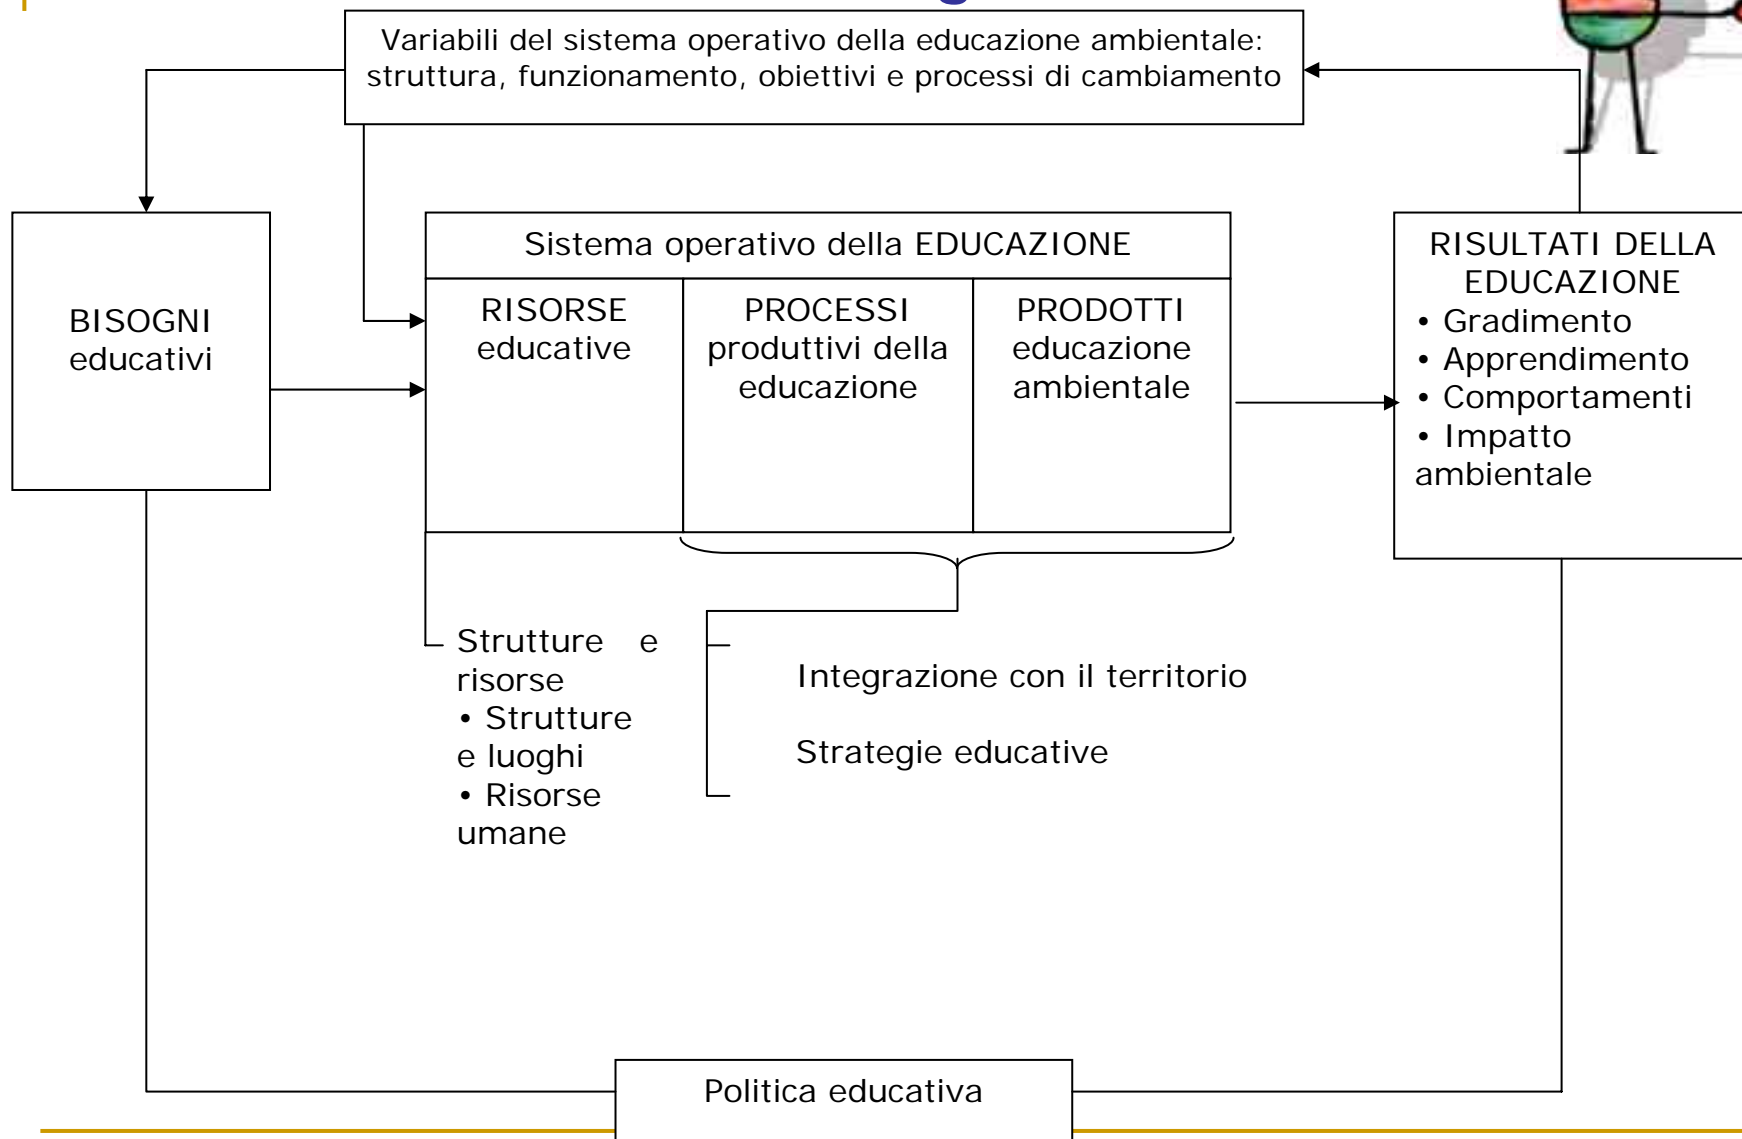 Variabili del sistema operativo della educazione ambientale:
struttura, funzionamento, obiettivi e processi di cambiamento
BISOGNI
educativi
Sistema operativo della EDUCAZIONE
RISORSE
educative
PROCESSI
produttivi della
educazione
PRODOTTI
educazione
ambientale
RISULTATI DELLA
EDUCAZIONE
• Gradimento
• Apprendimento
• Comportamenti
• Impatto
ambientale
Strutture e
risorse
• Strutture
e luoghi
• Risorse
umane
Integrazione con il territorio
Strategie educative
Politica educativa